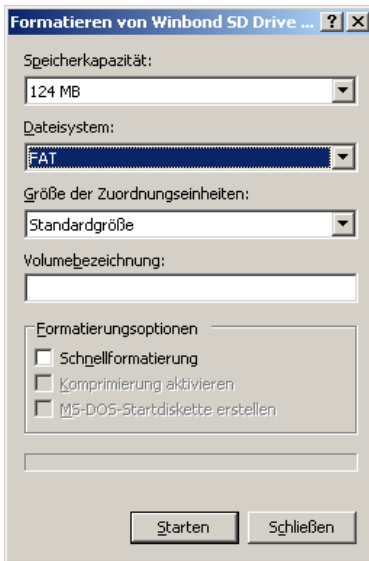 Formatieren von Winbond SD Drive ...
Speicherkapazität:
124 MB
Dateisystem:
FAT
Größe der Zuordnungseinheiten:
Standardgröße
Volumebezeichnung:
Formatierungsoptionen
Schnellformatierung
Komprimierung aktivieren
MS-DOS-Startdiskette erstellen
Starten Schließen